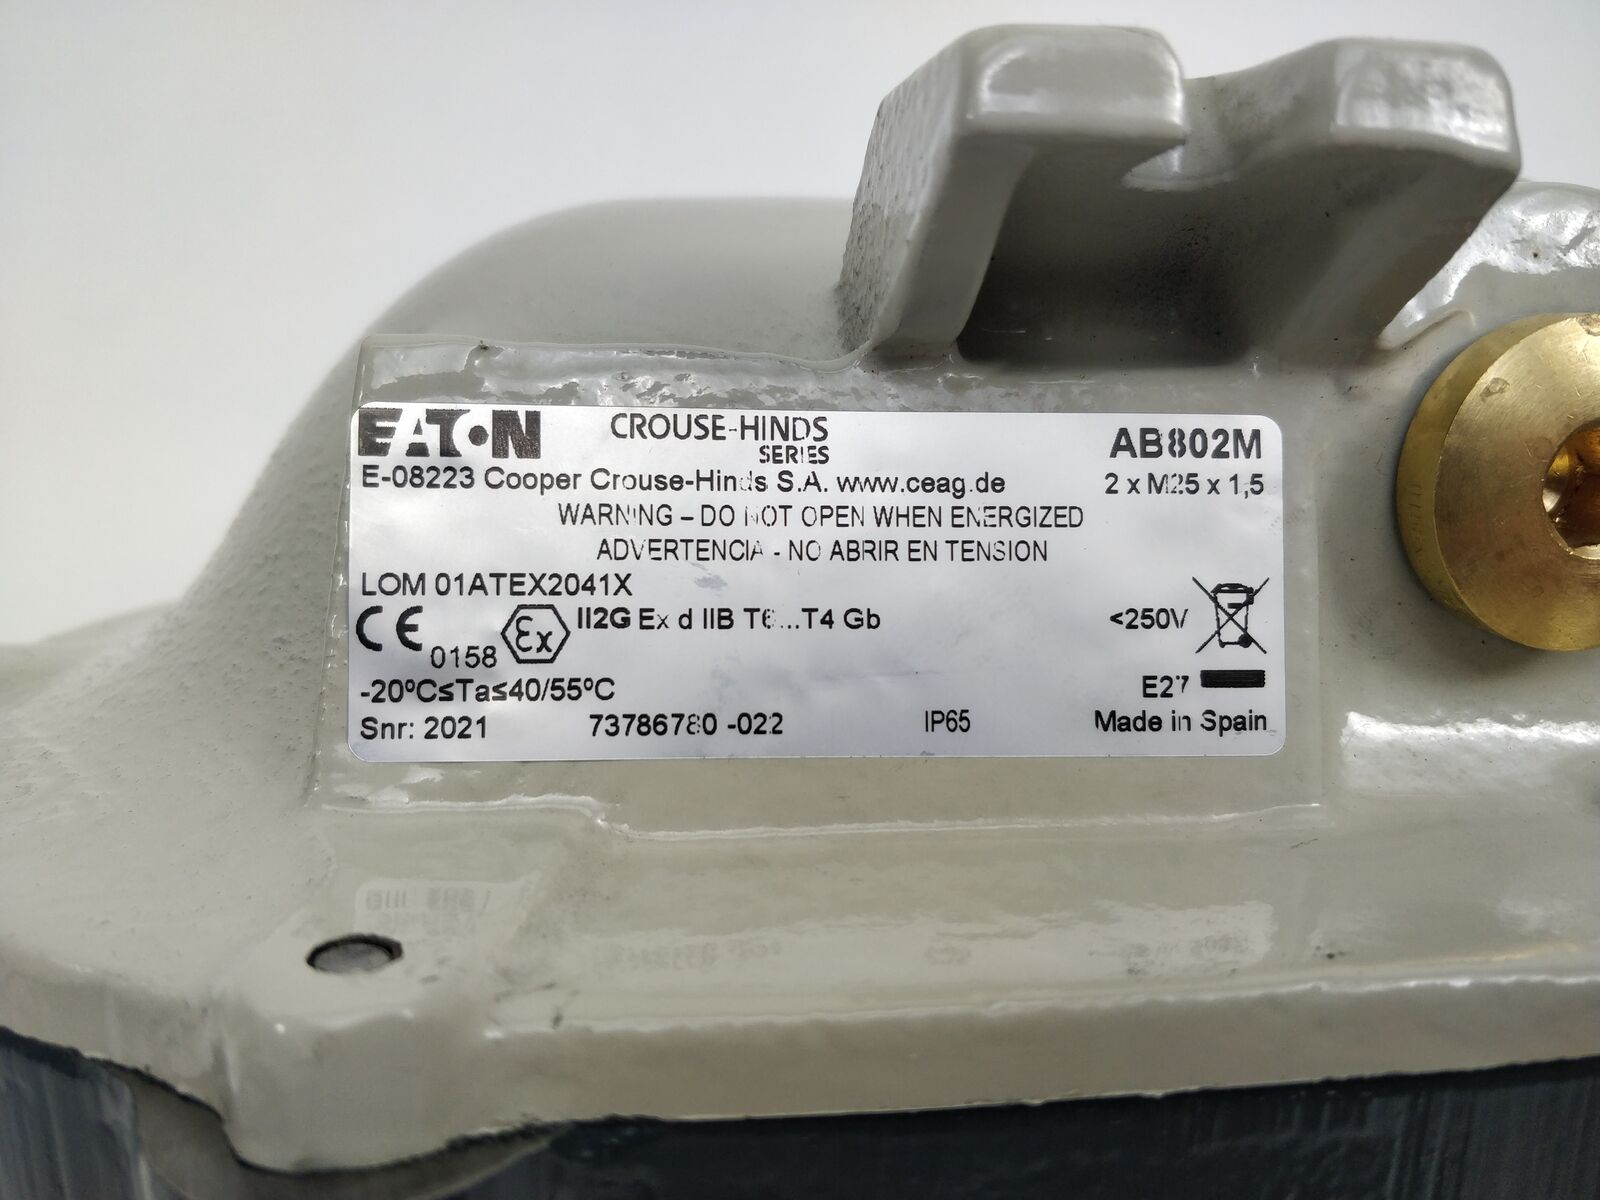 EATON CROUSE-HINDS SERIES AB802M
E-08223 Cooper Crouse-Hinds S.A. www.ceag.de 2 x M25 x 1,5
WARNING – DO NOT OPEN WHEN ENERGIZED
ADVERTENCIA - NO ABRIR EN TENSION
LOM 01ATEX2041X
CE 0158 Ex II2G Ex d IIB T6...T4 Gb <250V
-20ºC≤Ta≤40/55ºC E27
Snr: 2021 73786780 -022 IP65 Made in Spain